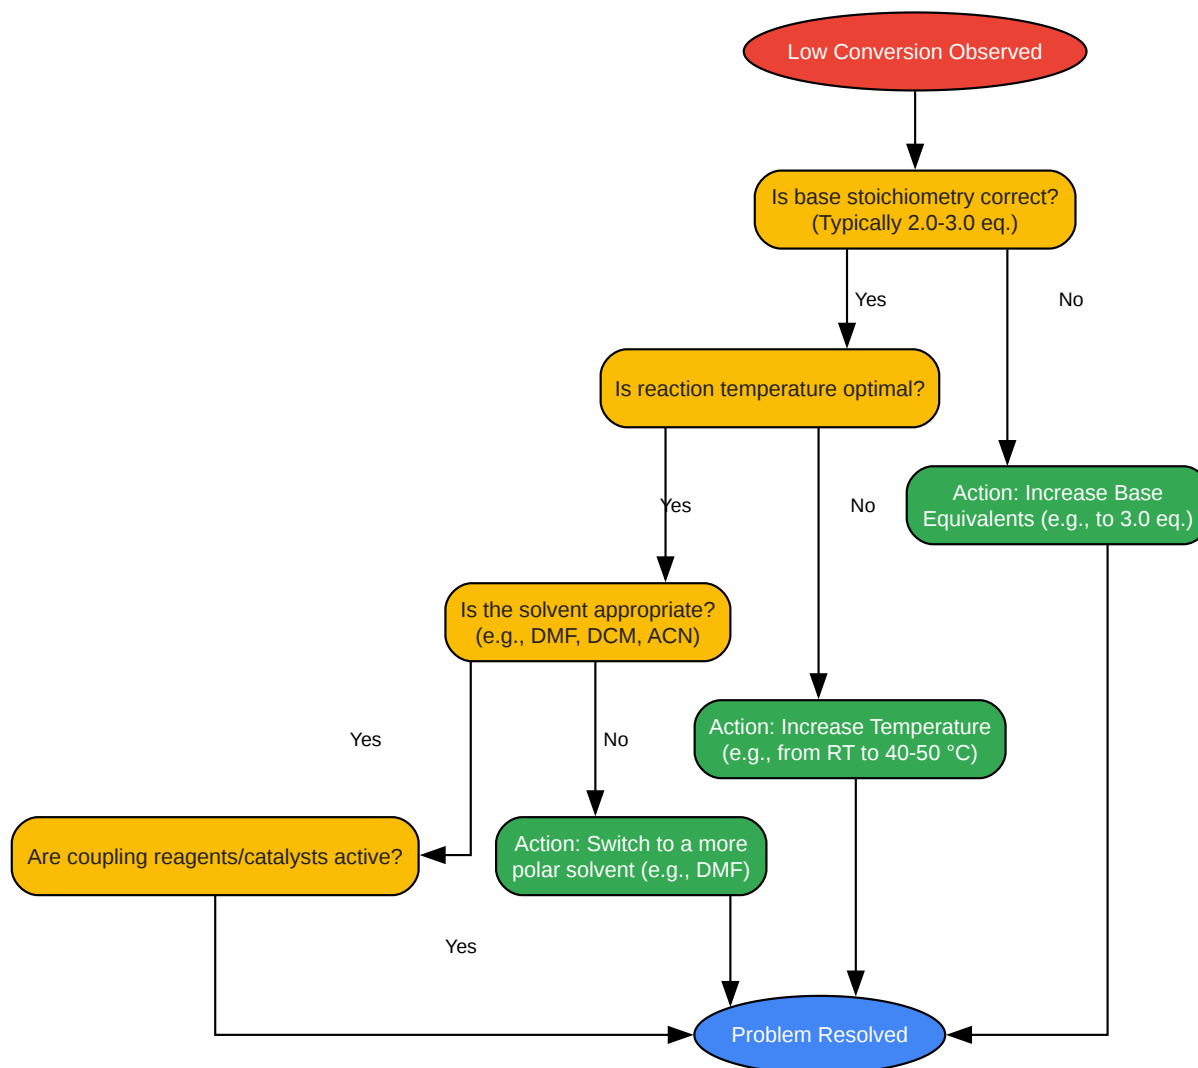 Low Conversion Observed
Is base stoichiometry correct?
(Typically 2.0-3.0 eq.)
Yes
No
Is reaction temperature optimal?
Action: Increase Base
Equivalents (e.g., to 3.0 eq.)
Yes
No
Is the solvent appropriate?
(e.g., DMF, DCM, ACN)
Action: Increase Temperature
(e.g., from RT to 40-50 °C)
Yes
No
Are coupling reagents/catalysts active?
Action: Switch to a more
polar solvent (e.g., DMF)
Yes
Problem Resolved